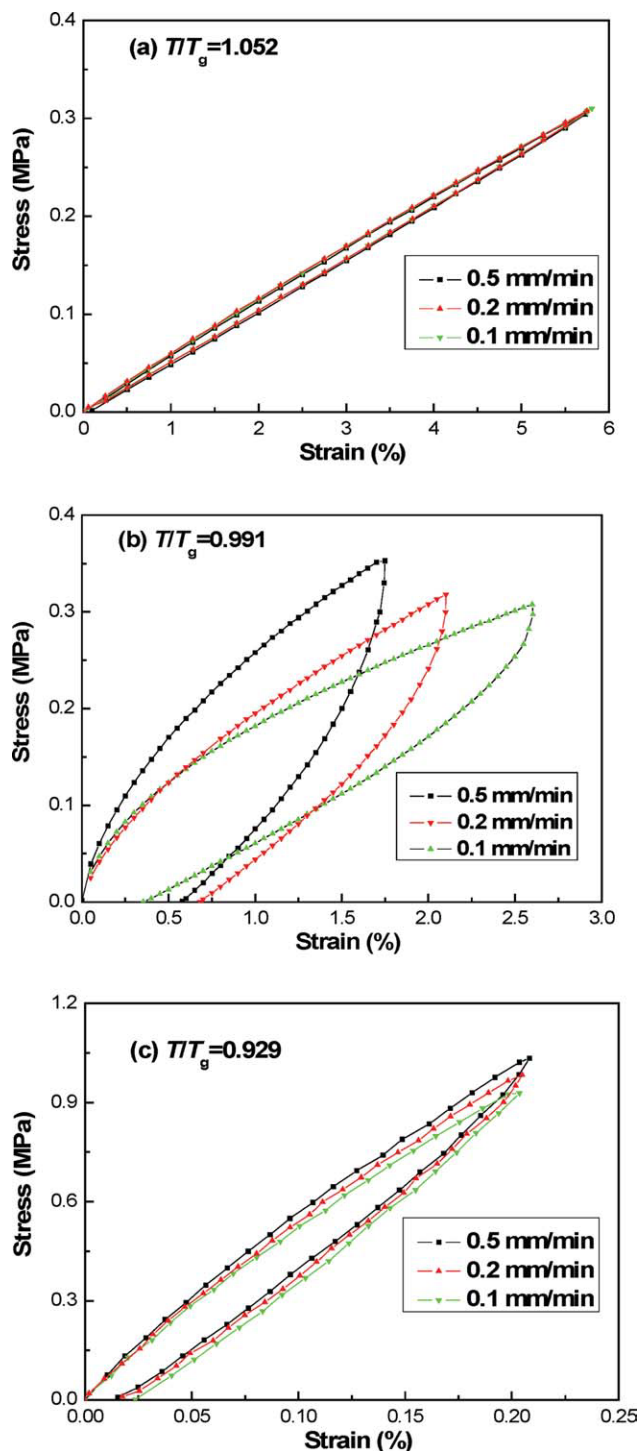 (a) T/Tg=1.052
Stress (MPa)
0.4
0.3
0.2
0.1
0.0
0.5 mm/min
0.2 mm/min
0.1 mm/min
0 1 2 3 4 5 6
Strain (%)
(b) T/Tg=0.991
Stress (MPa)
0.4
0.3
0.2
0.1
0.0
0.5 mm/min
0.2 mm/min
0.1 mm/min
0.0 0.5 1.0 1.5 2.0 2.5 3.0
Strain (%)
(c) T/Tg=0.929
Stress (MPa)
1.2
0.9
0.6
0.3
0.0
0.5 mm/min
0.2 mm/min
0.1 mm/min
0.00 0.05 0.10 0.15 0.20 0.25
Strain (%)